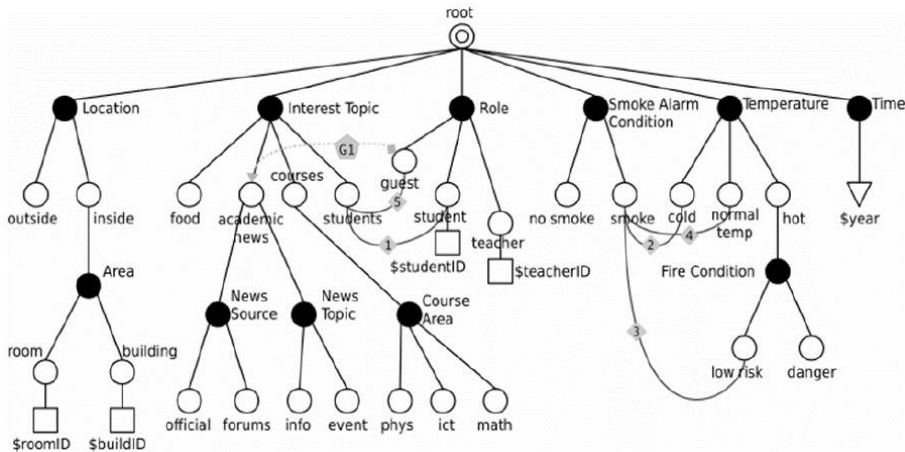 root
Location
Interest Topic
Role
Smoke Alarm
Condition
Temperature
Time
G1
courses
guest
5
outside
inside
food
academic
news
students
student
no smoke
smoke
cold
normal
temp
hot
$year
1
2
4
teacher
$studentID
$teacherID
Area
News
Source
News
Topic
Course
Area
Fire Condition
3
room
building
low risk
danger
official
forums
info
event
phys
ict
math
$roomID
$buildID